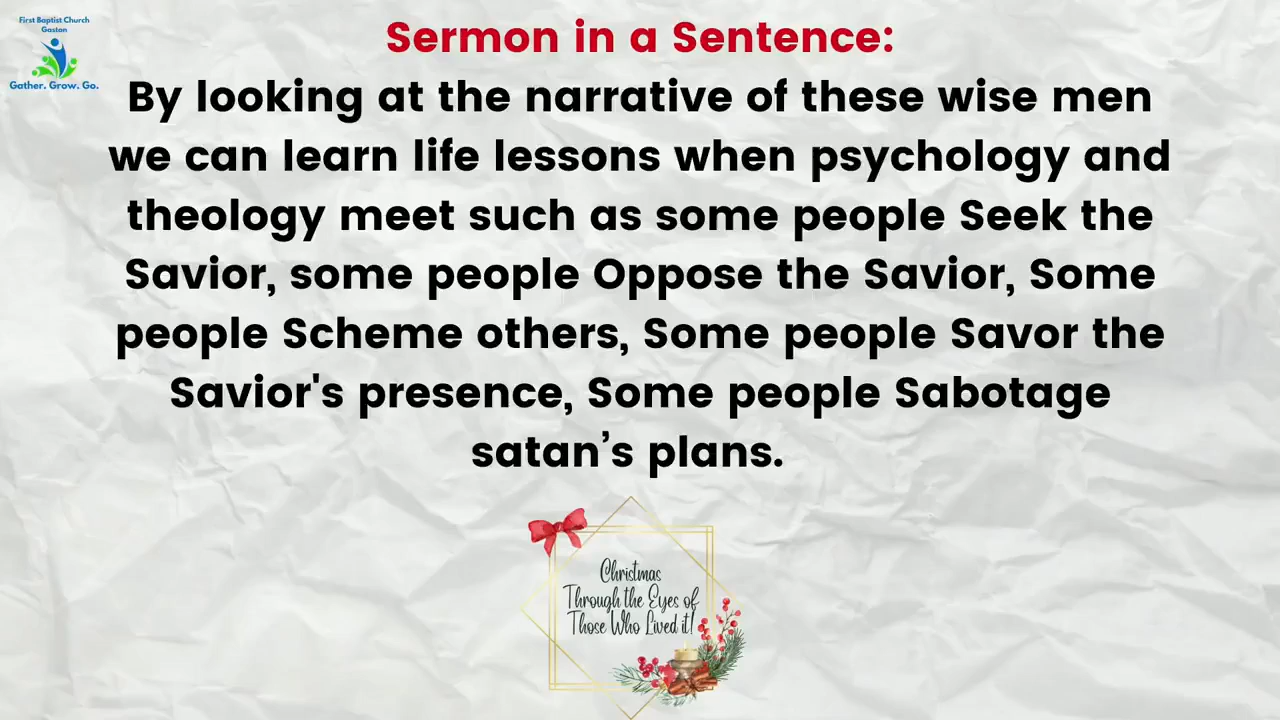 First Baptist Church
Gaston
Gather. Grow. Go.
Sermon in a Sentence:
By looking at the narrative of these wise men
we can learn life lessons when psychology and
theology meet such as some people Seek the
Savior, some people Oppose the Savior, Some
people Scheme others, Some people Savor the
Savior's presence, Some people Sabotage
satan’s plans.
Christmas
Through the Eyes of
Those Who Lived it!